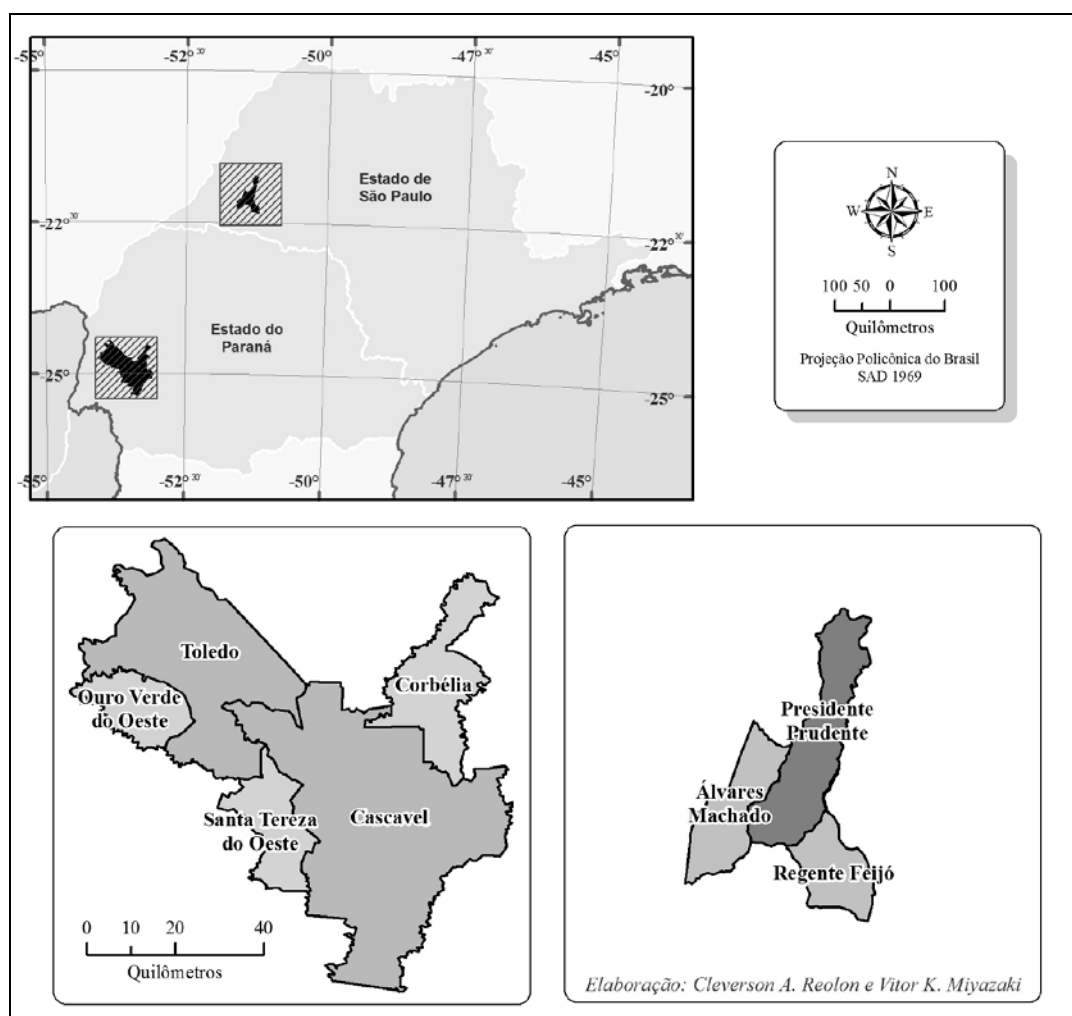 -55°
-52° 30'
-50°
-47° 30'
-45°
-20°
Estado de
São Paulo
-22° 30'
-22° 30'
Estado do
Paraná
-25°
-25°
-55°
-52° 30'
-50°
-47° 30'
-45°
N
W
E
S
100 50 0 100
Quilômetros
Projeção Policônica do Brasil
SAD 1969
Toledo
Ouro Verde
do Oeste
Corbélia
Santa Tereza
do Oeste
Cascavel
0 10 20 40
Quilômetros
Presidente
Prudente
Álvares
Machado
Regente Feijó
Elaboração: Cleverson A. Reolon e Vitor K. Miyazaki